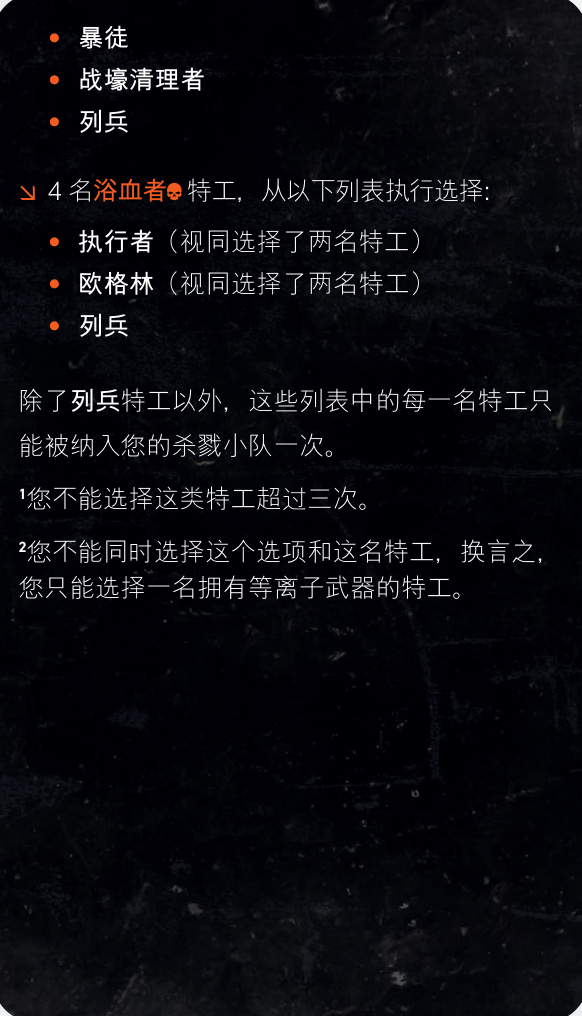 • 暴徒
• 战壕清理者
• 列兵
↘ 4 名浴血者💀特工，从以下列表执行选择:
• 执行者（视同选择了两名特工）
• 欧格林（视同选择了两名特工）
• 列兵
除了列兵特工以外，这些列表中的每一名特工只
能被纳入您的杀戮小队一次。
¹您不能选择这类特工超过三次。
²您不能同时选择这个选项和这名特工，换言之，
您只能选择一名拥有等离子武器的特工。